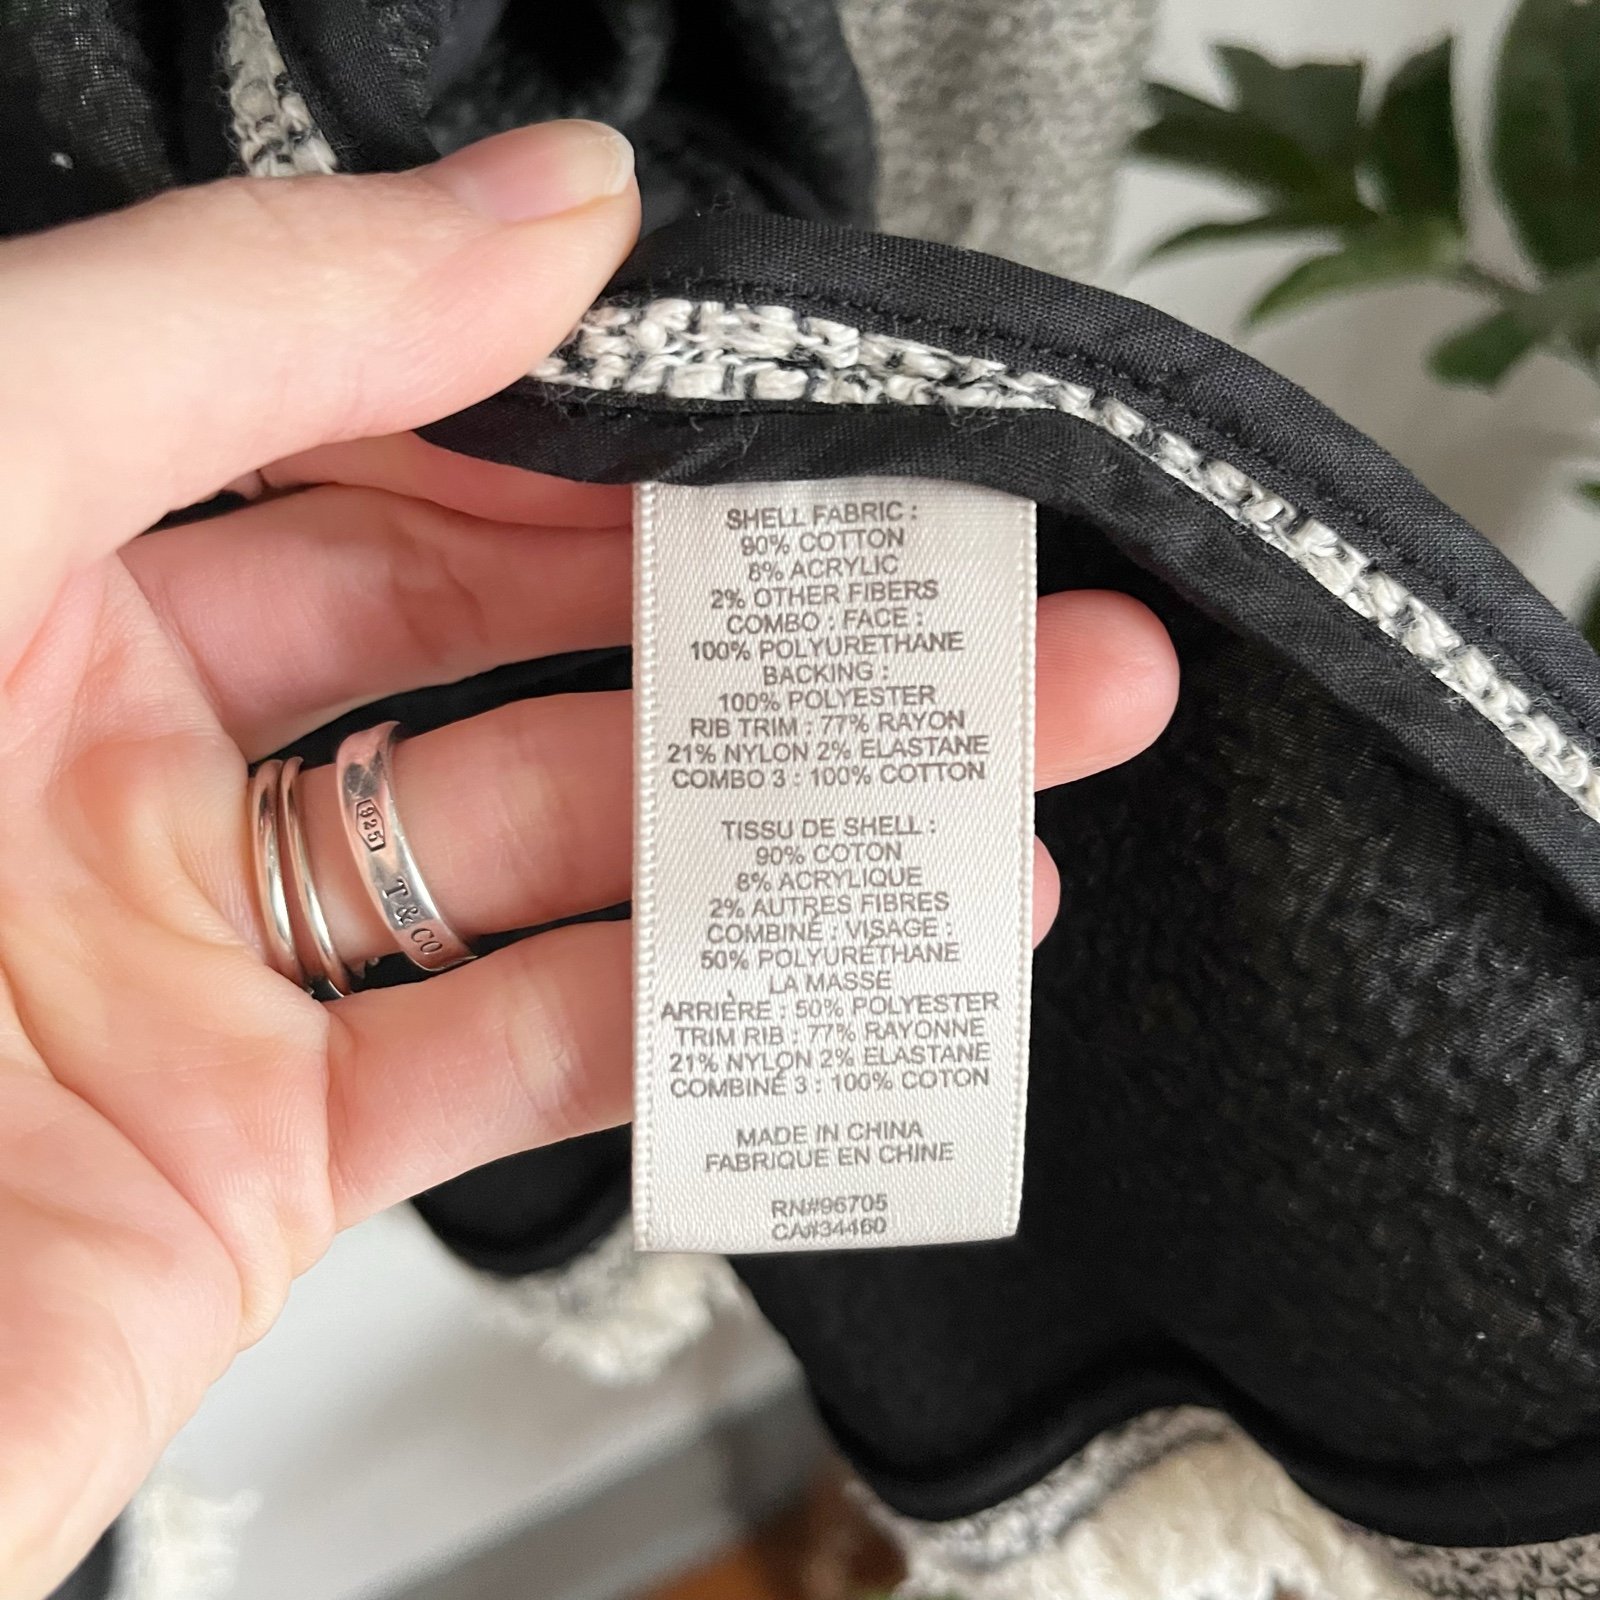 SHELL FABRIC :
90% COTTON
8% ACRYLIC
2% OTHER FIBERS
COMBO : FACE :
100% POLYURETHANE
BACKING :
100% POLYESTER
RIB TRIM : 77% RAYON
21% NYLON 2% ELASTANE
COMBO 3 : 100% COTTON
TISSU DE SHELL :
90% COTON
8% ACRYLIQUE
2% AUTRES FIBRES
COMBINÉ : VISAGE :
50% POLYURÉTHANE
LA MASSE
ARRIÈRE : 50% POLYESTER
TRIM RIB : 77% RAYONNE
21% NYLON 2% ELASTANE
COMBINÉ 3 : 100% COTON
MADE IN CHINA
FABRIQUE EN CHINE
RN#96705
CA#34460
925
T & CO